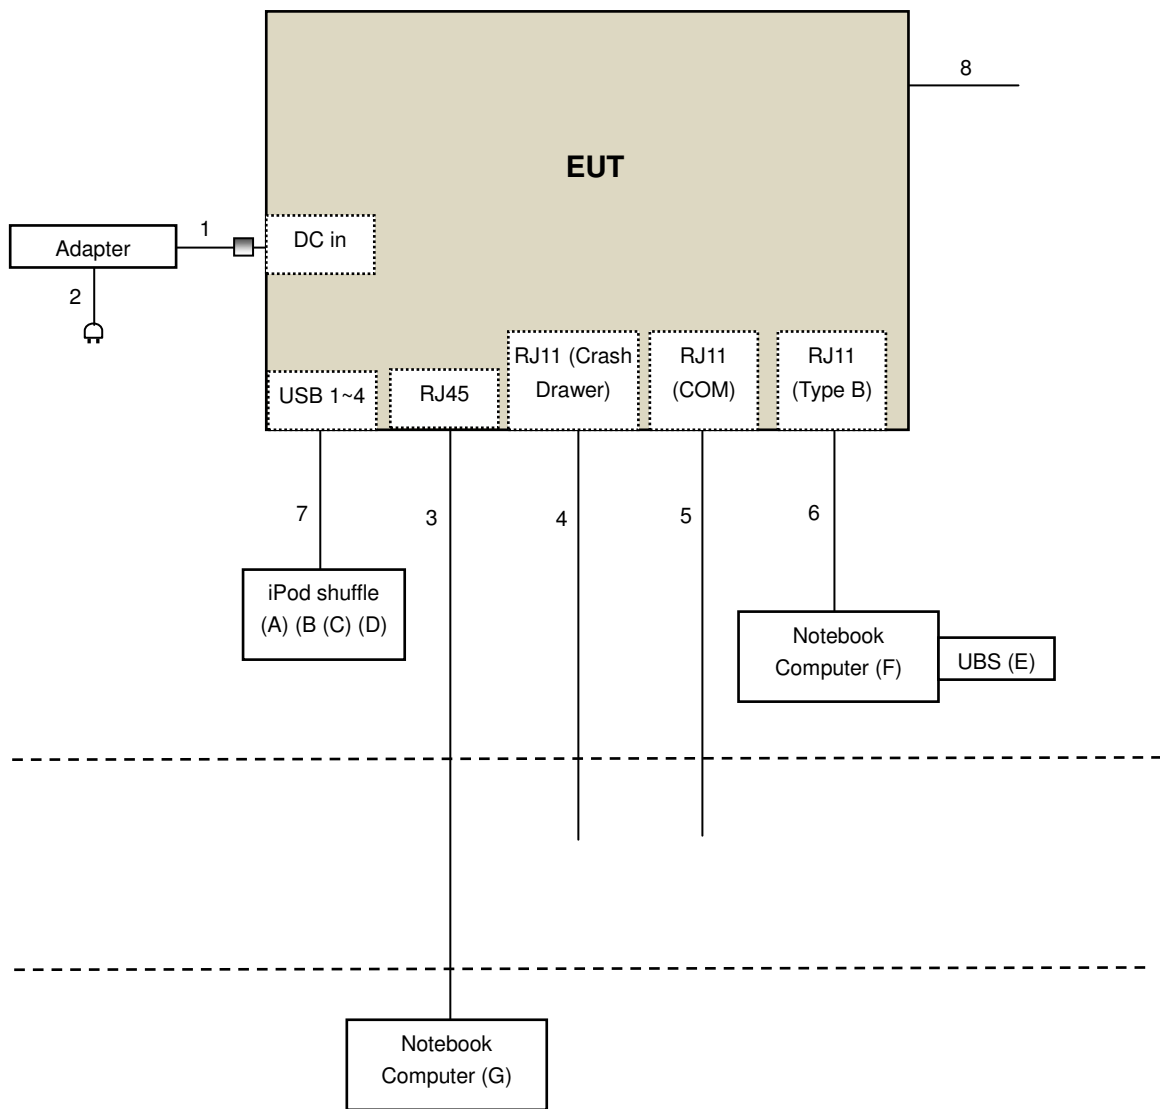 8
EUT
1
DC in
Adapter
2
RJ11 (Crash
Drawer)
RJ11
(COM)
RJ11
(Type B)
USB 1~4
RJ45
7
3
4
5
6
iPod shuffle
(A) (B (C) (D)
Notebook
Computer (F)
UBS (E)
Notebook
Computer (G)